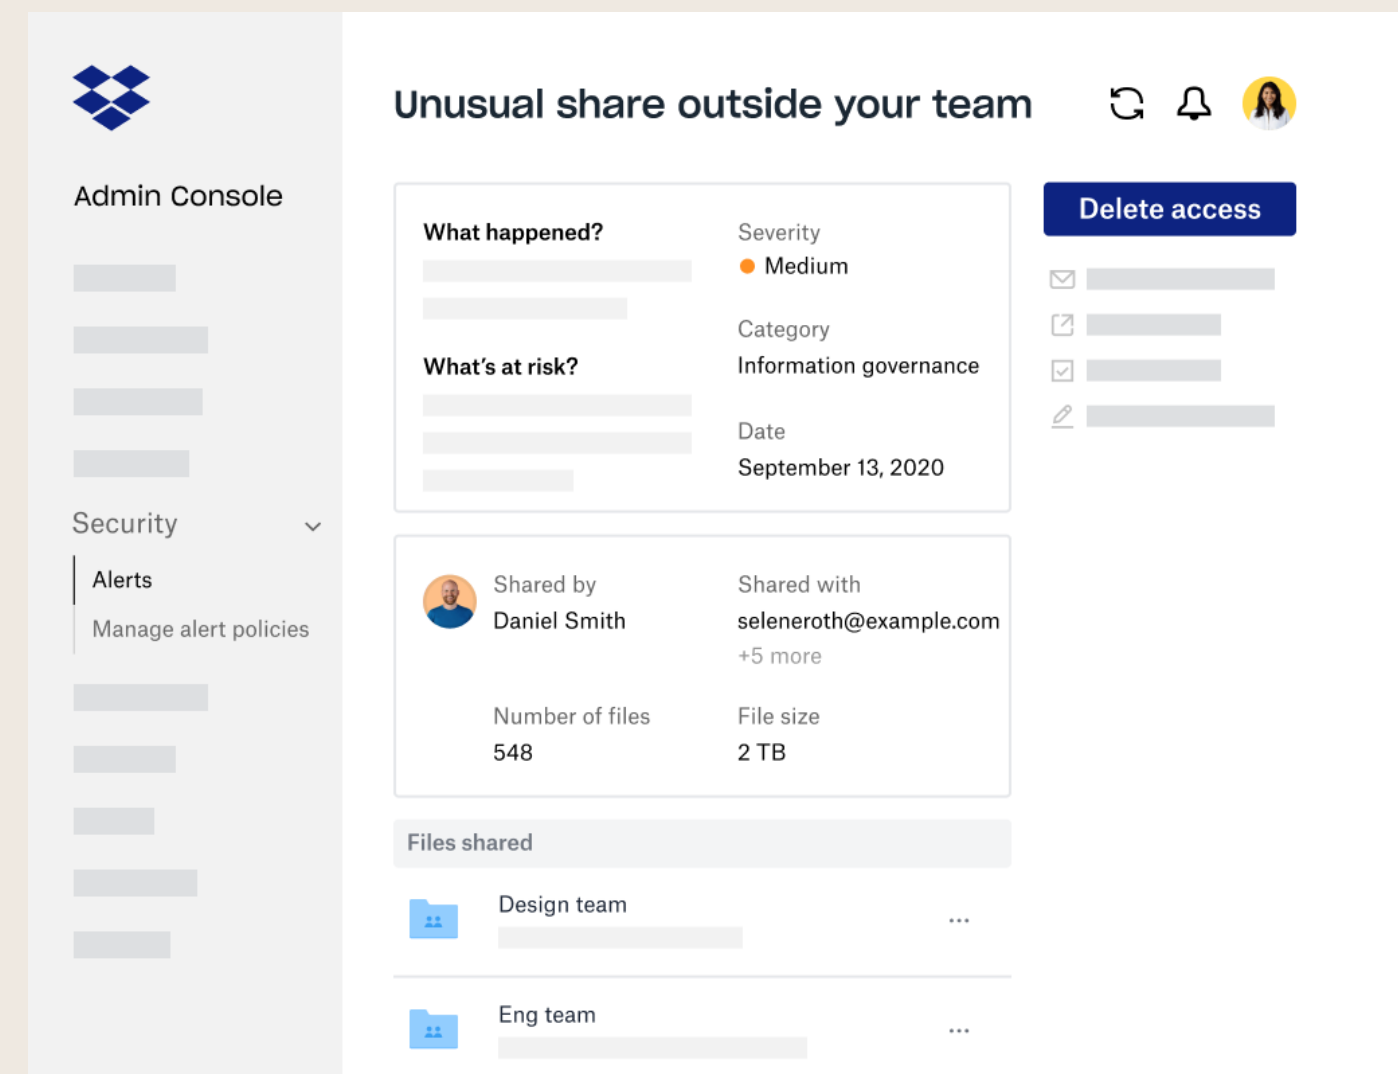 Admin Console
Security
Alerts
Manage alert policies
Unusual share outside your team
What happened?
What's at risk?
Severity
Medium
Category
Information governance
Date
September 13, 2020
Delete access
Shared by
Daniel Smith
Shared with
seleneroth@example.com
+5 more
Number of files
548
File size
2 TB
Files shared
Design team
Eng team